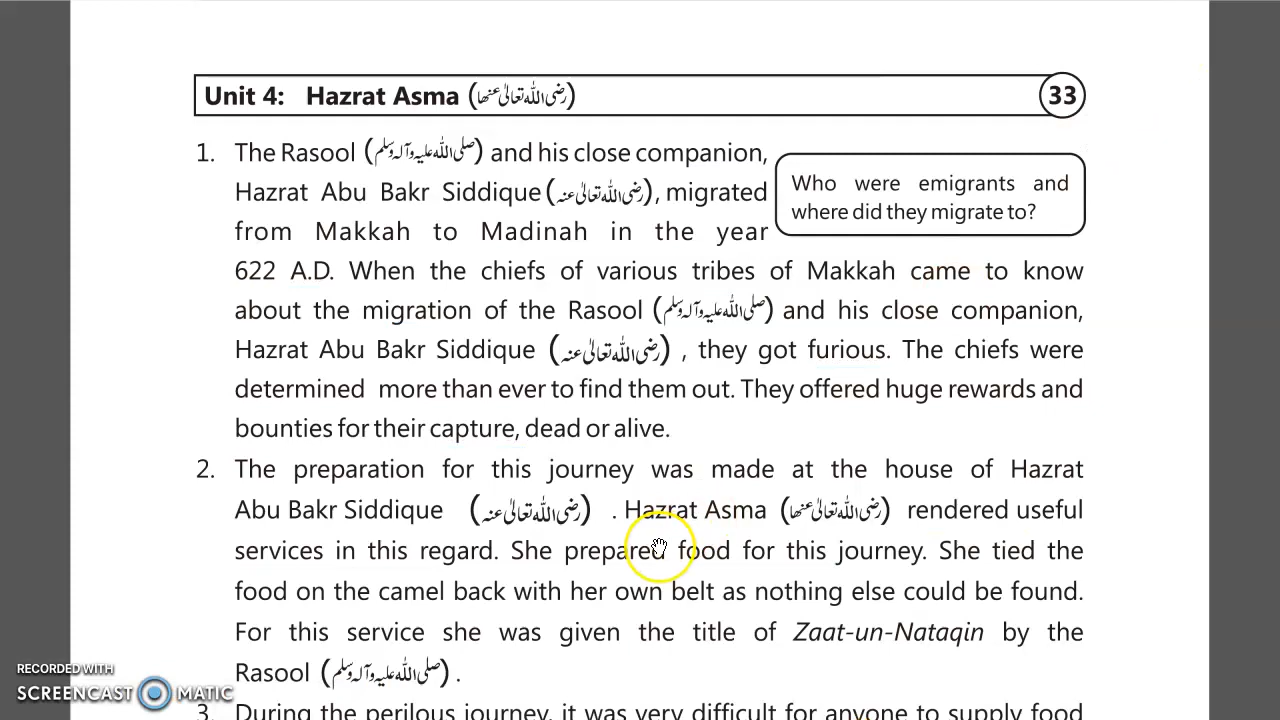 Unit 4: Hazrat Asma (رضی اللہ تعالیٰ عنھا) 33
1. The Rasool (صلی اللہ علیہ وآلہ وسلم) and his close companion,
Hazrat Abu Bakr Siddique (رضی اللہ تعالیٰ عنہ), migrated
from Makkah to Madinah in the year
Who were emigrants and
where did they migrate to?
622 A.D. When the chiefs of various tribes of Makkah came to know
about the migration of the Rasool (صلی اللہ علیہ وآلہ وسلم) and his close companion,
Hazrat Abu Bakr Siddique (رضی اللہ تعالیٰ عنہ) , they got furious. The chiefs were
determined more than ever to find them out. They offered huge rewards and
bounties for their capture, dead or alive.
2. The preparation for this journey was made at the house of Hazrat
Abu Bakr Siddique (رضی اللہ تعالیٰ عنہ) . Hazrat Asma (رضی اللہ تعالیٰ عنھا) rendered useful
services in this regard. She prepared food for this journey. She tied the
food on the camel back with her own belt as nothing else could be found.
For this service she was given the title of Zaat-un-Nataqin by the
Rasool (صلی اللہ علیہ وآلہ وسلم) .
3. During the perilous journey, it was very difficult for anyone to supply food
RECORDED WITH
SCREENCAST MATIC